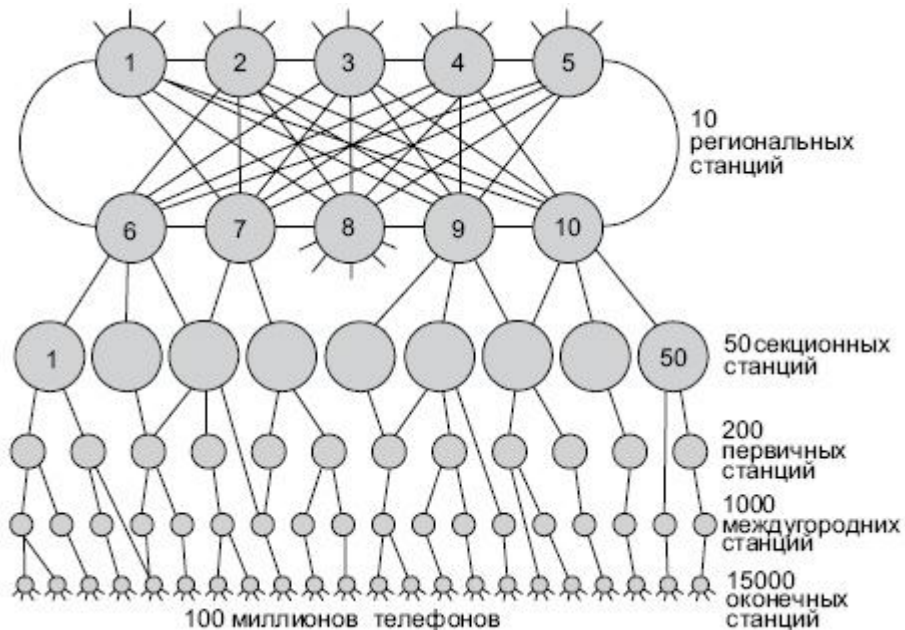 1 2 3 4 5
10
региональных
станций
6 7 8 9 10
1 50
50 секционных
станций
200
первичных
станций
1000
междугородних
станций
15000
оконечных
станций
100 миллионов телефонов